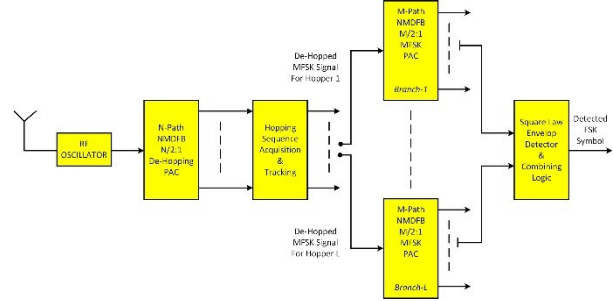 RF
OSCILLATOR
N-Path
NMDFB
N/2:1
De-Hopping
PAC
Hopping
Sequence
Acquisition
&
Tracking
De-Hopped
MFSK Signal
For Hopper 1
De-Hopped
MFSK Signal
For Hopper L
M-Path
NMDFB
M/2:1
MFSK
PAC
Branch-1
M-Path
NMDFB
M/2:1
MFSK
PAC
Branch-L
Square Law
Envelop
Detector
&
Combining
Logic
Detected
FSK
Symbol